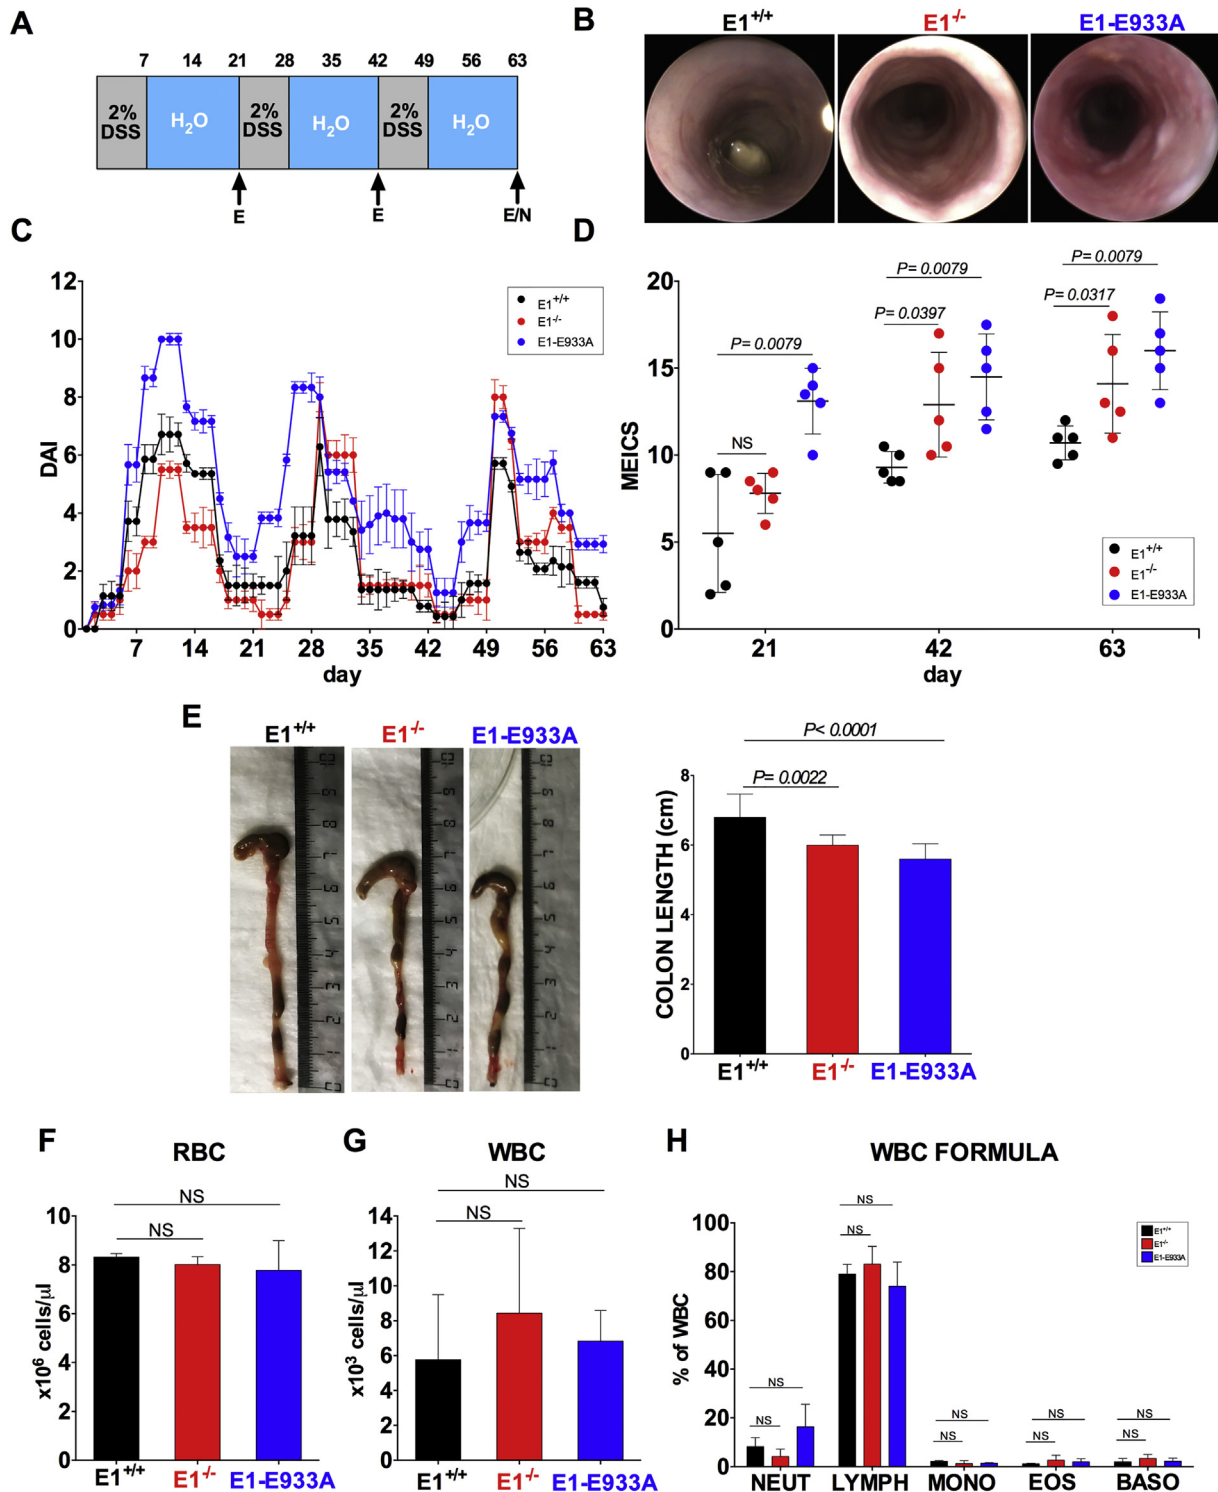 A
7 14 21 28 35 42 49 56 63
2% DSS H2O 2% DSS H2O 2% DSS H2O
E E E/N
B
E1+/+ E1-/- E1-E933A
C
DAI
12
10
8
6
4
2
0
7 14 21 28 35 42 49 56 63
day
E1+/+
E1-/-
E1-E933A
D
MEICS
20
15
10
5
0
P= 0.0079
NS
P= 0.0079
P= 0.0397
P= 0.0079
P= 0.0317
E1+/+
E1-/-
E1-E933A
21 42 63
day
E
E1+/+ E1-/- E1-E933A
COLON LENGTH (cm)
P< 0.0001
P= 0.0022
8
6
4
2
0
E1+/+ E1-/- E1-E933A
F
RBC
NS
NS
x10^6 cells/µl
10
8
6
4
2
0
E1+/+ E1-/- E1-E933A
G
WBC
NS
NS
x10^3 cells/µl
14
12
10
8
6
4
2
0
E1+/+ E1-/- E1-E933A
H
WBC FORMULA
% of WBC
100
80
60
40
20
0
NS
NS
NS
NS
NS
NS
NS
NS
NS
NS
E1+/+
E1-/-
E1-E933A
NEUT LYMPH MONO EOS BASO